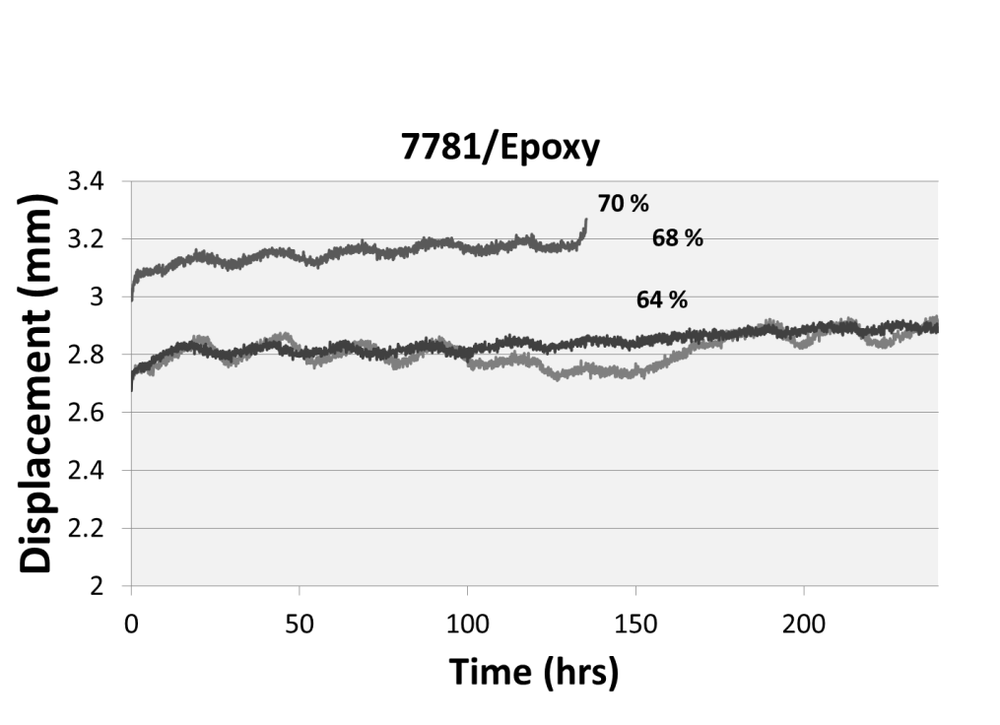 7781/Epoxy
Displacement (mm)
3.4
3.2
3
2.8
2.6
2.4
2.2
2
70 %
68 %
64 %
0 50 100 150 200
Time (hrs)